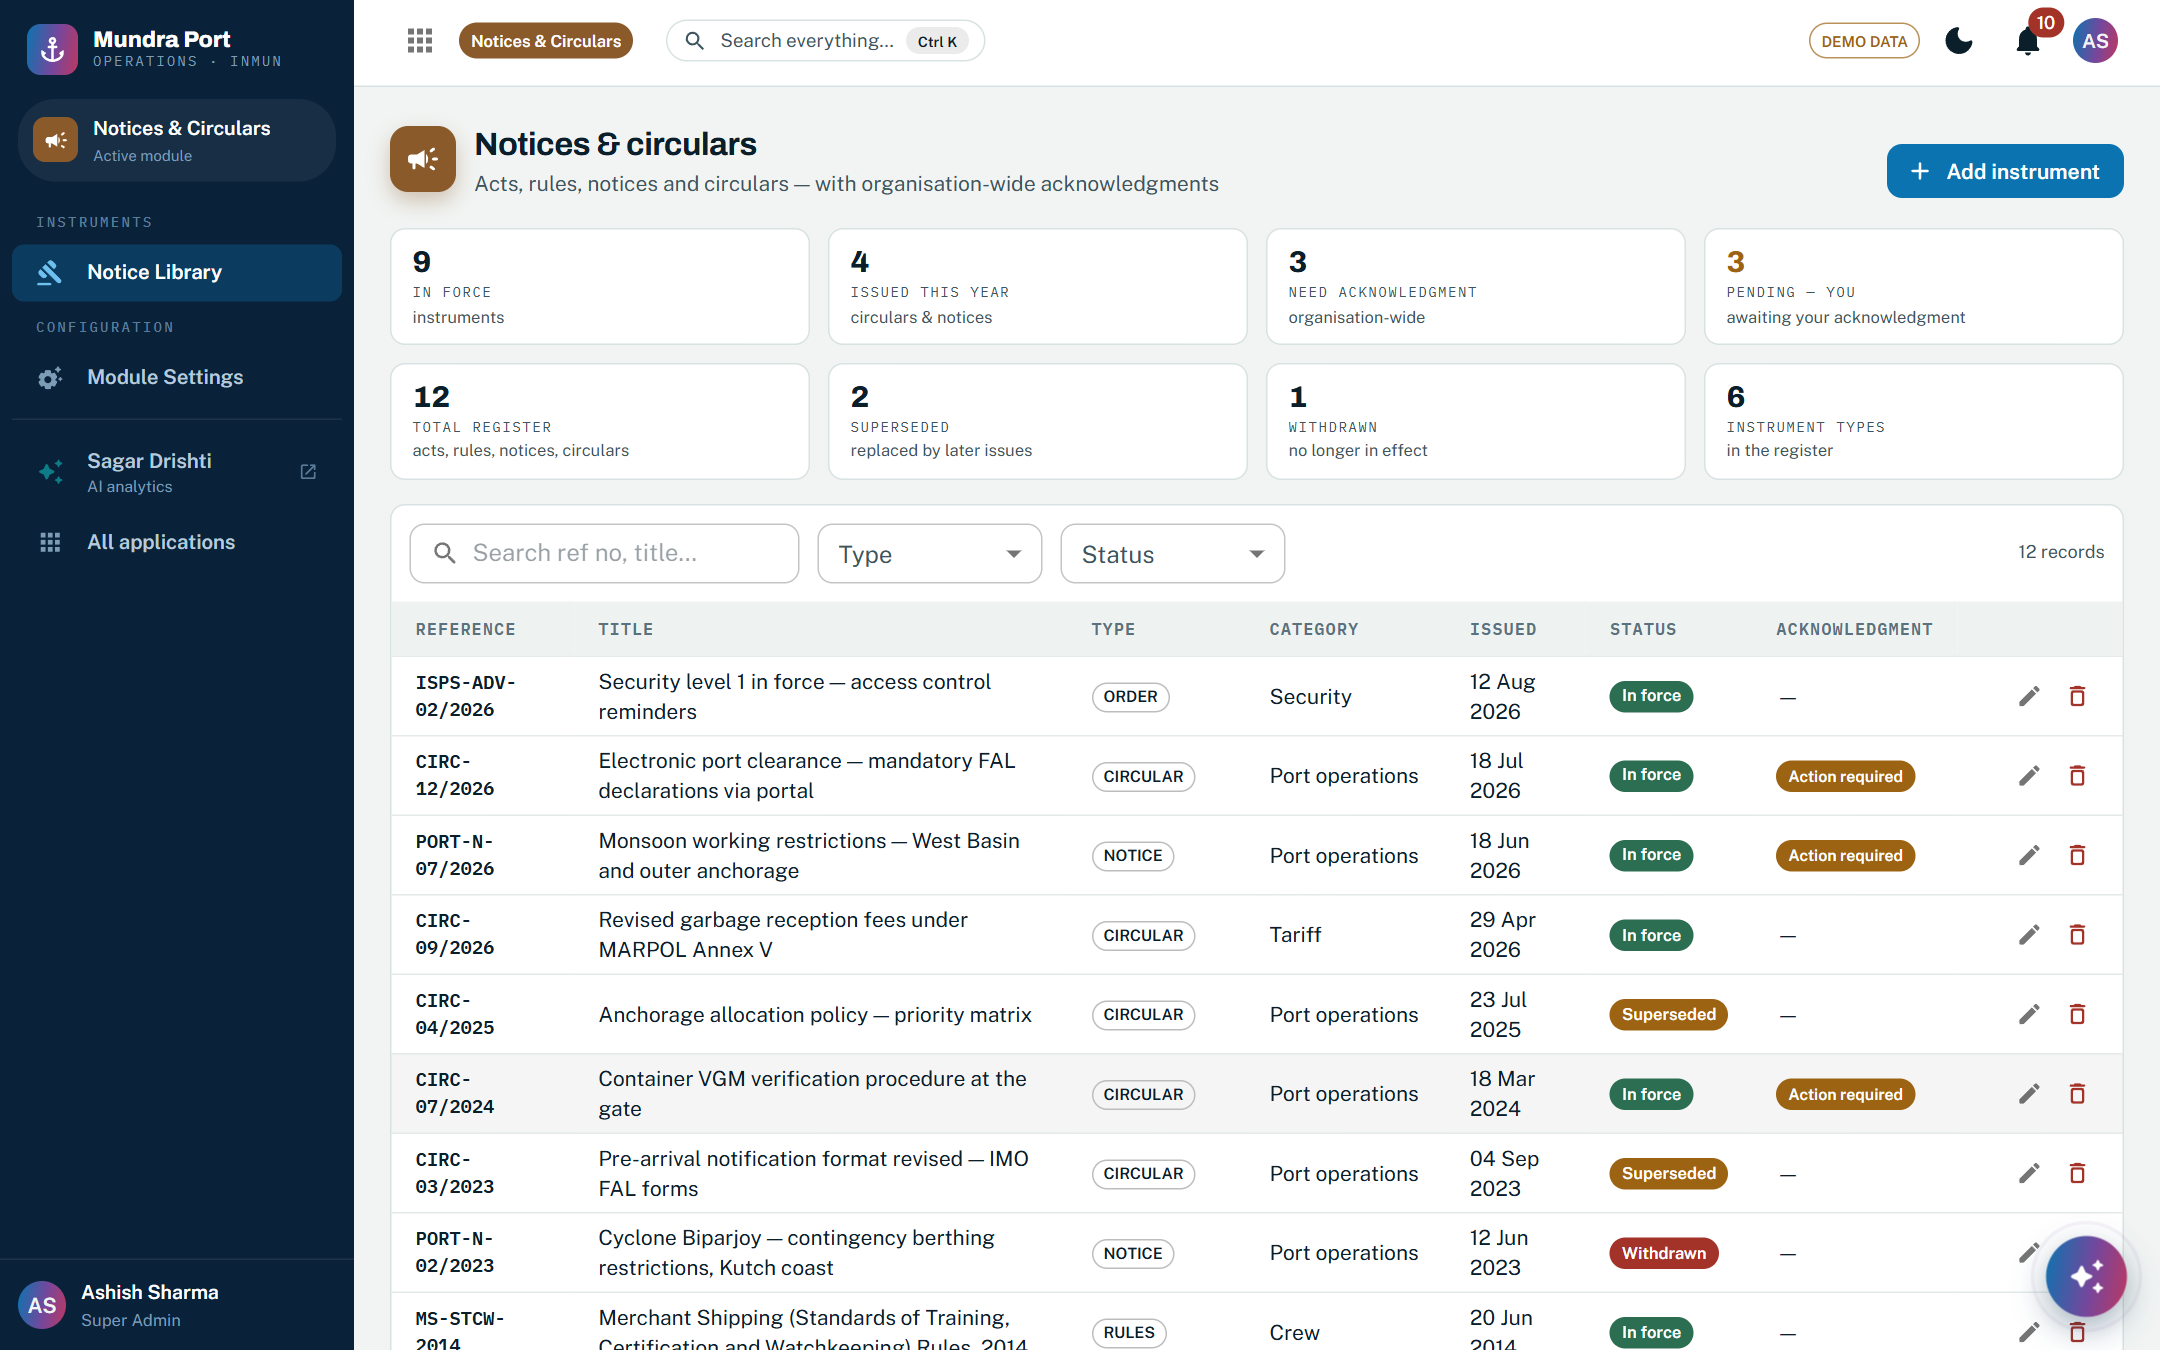 Mundra Port
OPERATIONS · INMUN
Notices & Circulars
Active module
INSTRUMENTS
Notice Library
CONFIGURATION
Module Settings
Sagar Drishti
AI analytics
All applications
AS
Ashish Sharma
Super Admin
Notices & Circulars
Search everything...
Ctrl K
DEMO DATA
10
AS
Notices & circulars
Acts, rules, notices and circulars — with organisation-wide acknowledgments
Add instrument
9
IN FORCE
instruments
4
ISSUED THIS YEAR
circulars & notices
3
NEED ACKNOWLEDGMENT
organisation-wide
3
PENDING — YOU
awaiting your acknowledgment
12
TOTAL REGISTER
acts, rules, notices, circulars
2
SUPERSEDED
replaced by later issues
1
WITHDRAWN
no longer in effect
6
INSTRUMENT TYPES
in the register
Search ref no, title...
Type
Status
12 records
REFERENCE TITLE TYPE CATEGORY ISSUED STATUS ACKNOWLEDGMENT
ISPS-ADV-
02/2026
Security level 1 in force — access control
reminders
ORDER
Security
12 Aug
2026
In force
—
CIRC-
12/2026
Electronic port clearance — mandatory FAL
declarations via portal
CIRCULAR
Port operations
18 Jul
2026
In force
Action required
PORT-N-
07/2026
Monsoon working restrictions — West Basin
and outer anchorage
NOTICE
Port operations
18 Jun
2026
In force
Action required
CIRC-
09/2026
Revised garbage reception fees under
MARPOL Annex V
CIRCULAR
Tariff
29 Apr
2026
In force
—
CIRC-
04/2025
Anchorage allocation policy — priority matrix
CIRCULAR
Port operations
23 Jul
2025
Superseded
—
CIRC-
07/2024
Container VGM verification procedure at the
gate
CIRCULAR
Port operations
18 Mar
2024
In force
Action required
CIRC-
03/2023
Pre-arrival notification format revised — IMO
FAL forms
CIRCULAR
Port operations
04 Sep
2023
Superseded
—
PORT-N-
02/2023
Cyclone Biparjoy — contingency berthing
restrictions, Kutch coast
NOTICE
Port operations
12 Jun
2023
Withdrawn
—
MS-STCW-
2014
Merchant Shipping (Standards of Training,
Certification and Watchkeeping) Rules, 2014
RULES
Crew
20 Jun
2014
In force
—